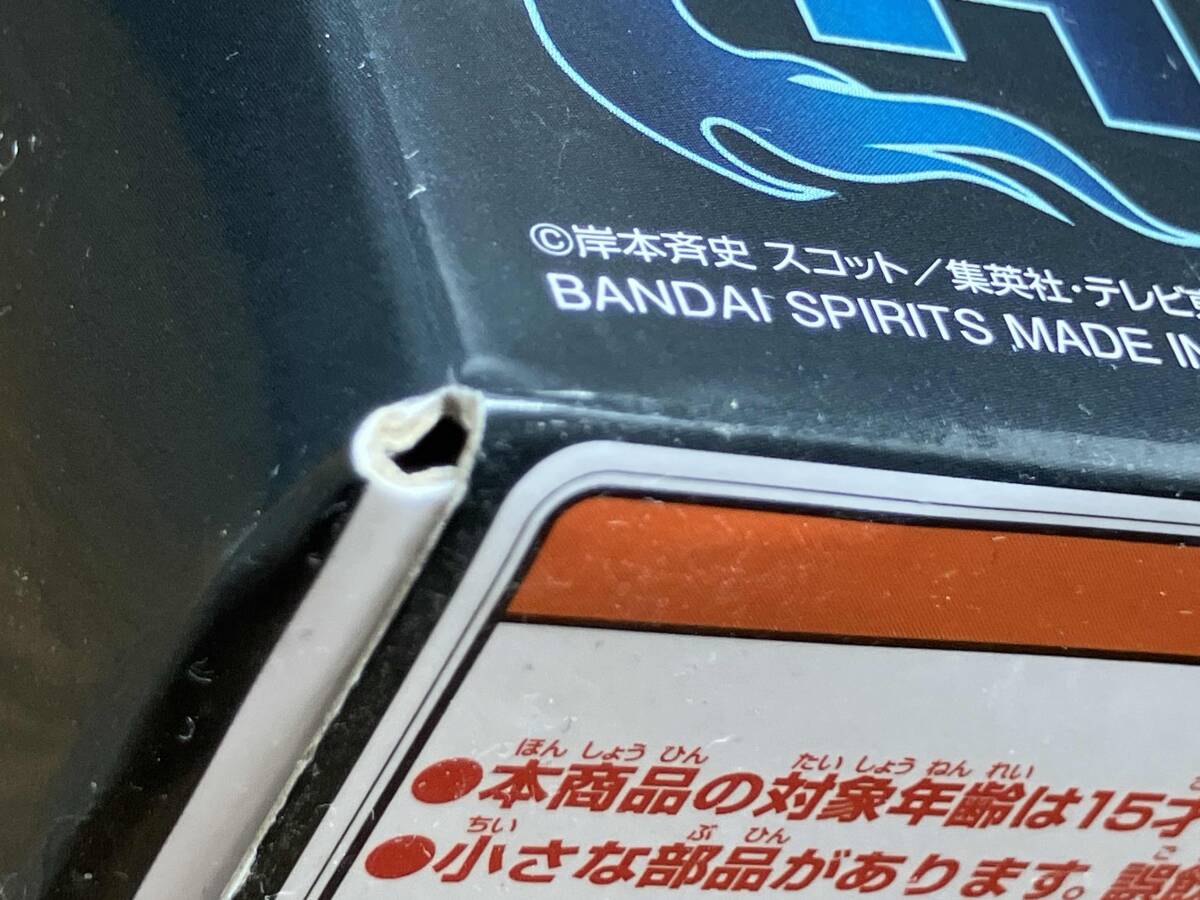 ©岸本斉史 スコット／集英社・テレビ
BANDAI SPIRITS MADE IN
ほん しょう ひん たい しょう ねん れい
●本商品の対象年齢は15才
ちい ぶ ひん ご
●小さな部品があります。誤飲